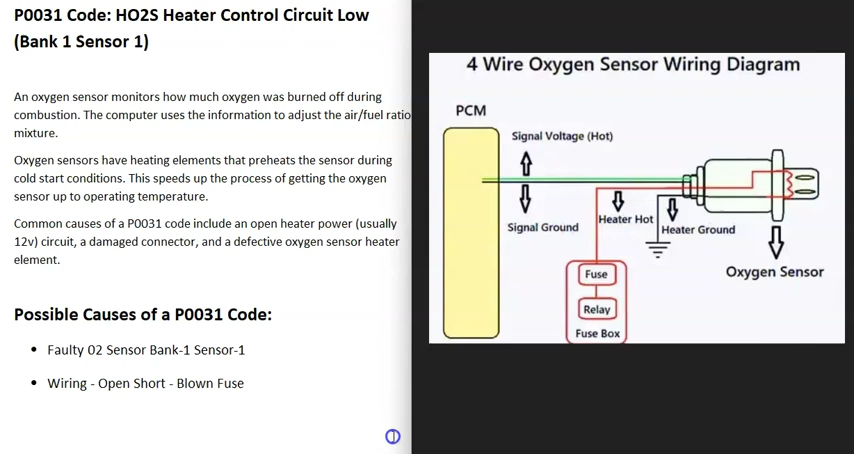 P0031 Code: HO2S Heater Control Circuit Low
(Bank 1 Sensor 1)
An oxygen sensor monitors how much oxygen was burned off during
combustion. The computer uses the information to adjust the air/fuel ratio
mixture.
Oxygen sensors have heating elements that preheats the sensor during
cold start conditions. This speeds up the process of getting the oxygen
sensor up to operating temperature.
Common causes of a P0031 code include an open heater power (usually
12v) circuit, a damaged connector, and a defective oxygen sensor heater
element.
Possible Causes of a P0031 Code:
• Faulty 02 Sensor Bank-1 Sensor-1
• Wiring - Open Short - Blown Fuse
4 Wire Oxygen Sensor Wiring Diagram
PCM
Signal Voltage (Hot)
Signal Ground
Heater Hot
Heater Ground
Oxygen Sensor
Fuse
Relay
Fuse Box